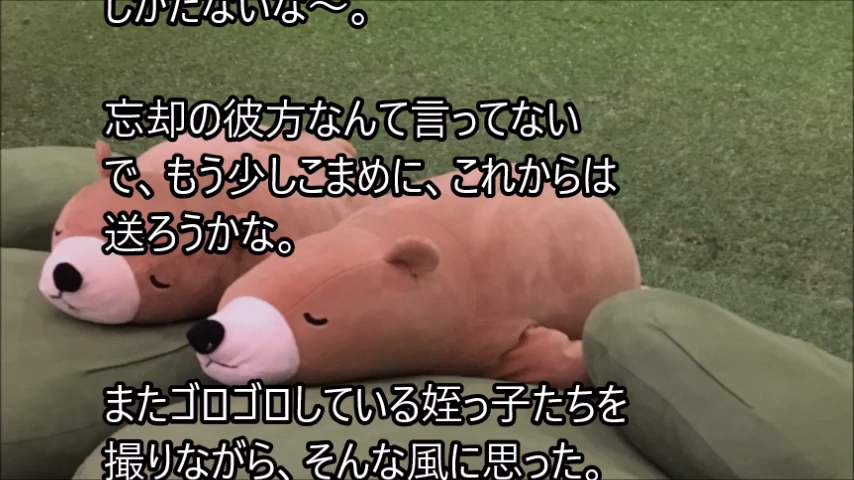 しかたないな～。
忘却の彼方なんて言ってない
で、もう少しこまめに、これからは
送ろうかな。
またゴロゴロしている姪っ子たちを
撮りながら、そんな風に思った。